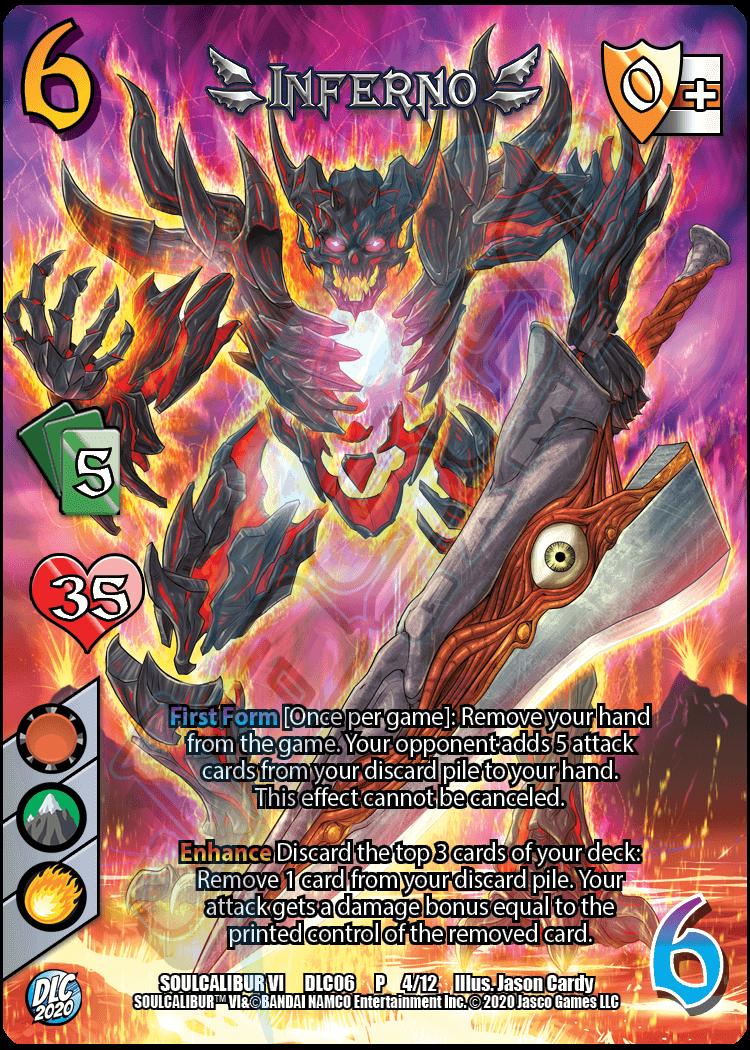 6
INFERNO
0 +
5
35
First Form [Once per game]: Remove your hand
from the game. Your opponent adds 5 attack
cards from your discard pile to your hand.
This effect cannot be canceled.
Enhance Discard the top 3 cards of your deck:
Remove 1 card from your discard pile. Your
attack gets a damage bonus equal to the
printed control of the removed card.
6
DLC
2020
SOULCALIBUR VI DLC06 P 4/12 Illus. Jason Cardy
SOULCALIBUR™ VI&©BANDAI NAMCO Entertainment Inc. © 2020 Jasco Games LLC